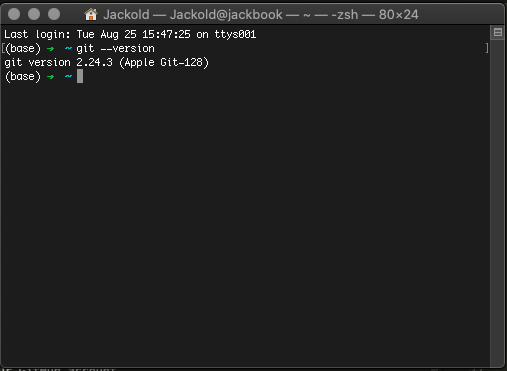 Jackold — Jackold@jackbook — ~ — -zsh — 80×24
Last login: Tue Aug 25 15:47:25 on ttys001
[(base) ➜  ~ git --version ]
git version 2.24.3 (Apple Git-128)
(base) ➜  ~